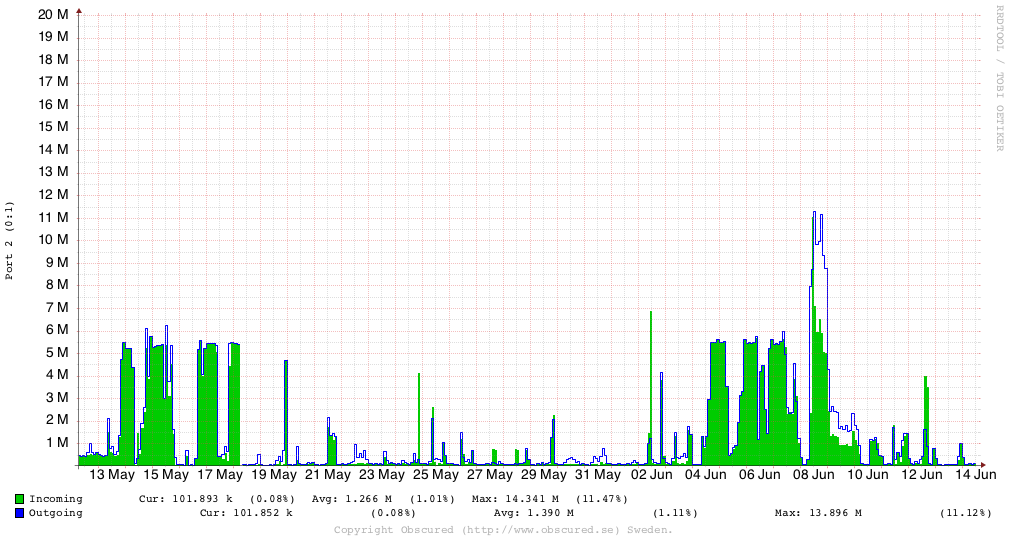 20 M
19 M
18 M
17 M
16 M
15 M
14 M
13 M
12 M
11 M
10 M
9 M
8 M
7 M
6 M
5 M
4 M
3 M
2 M
1 M
Port 2 (0:1)
RRDTOOL / TOBI OETIKER
13 May 15 May 17 May 19 May 21 May 23 May 25 May 27 May 29 May 31 May 02 Jun 04 Jun 06 Jun 08 Jun 10 Jun 12 Jun 14 Jun
Incoming Cur: 101.893 k (0.08%) Avg: 1.266 M (1.01%) Max: 14.341 M (11.47%)
Outgoing Cur: 101.852 k (0.08%) Avg: 1.390 M (1.11%) Max: 13.896 M (11.12%)
Copyright Obscured (http://www.obscured.se) Sweden.